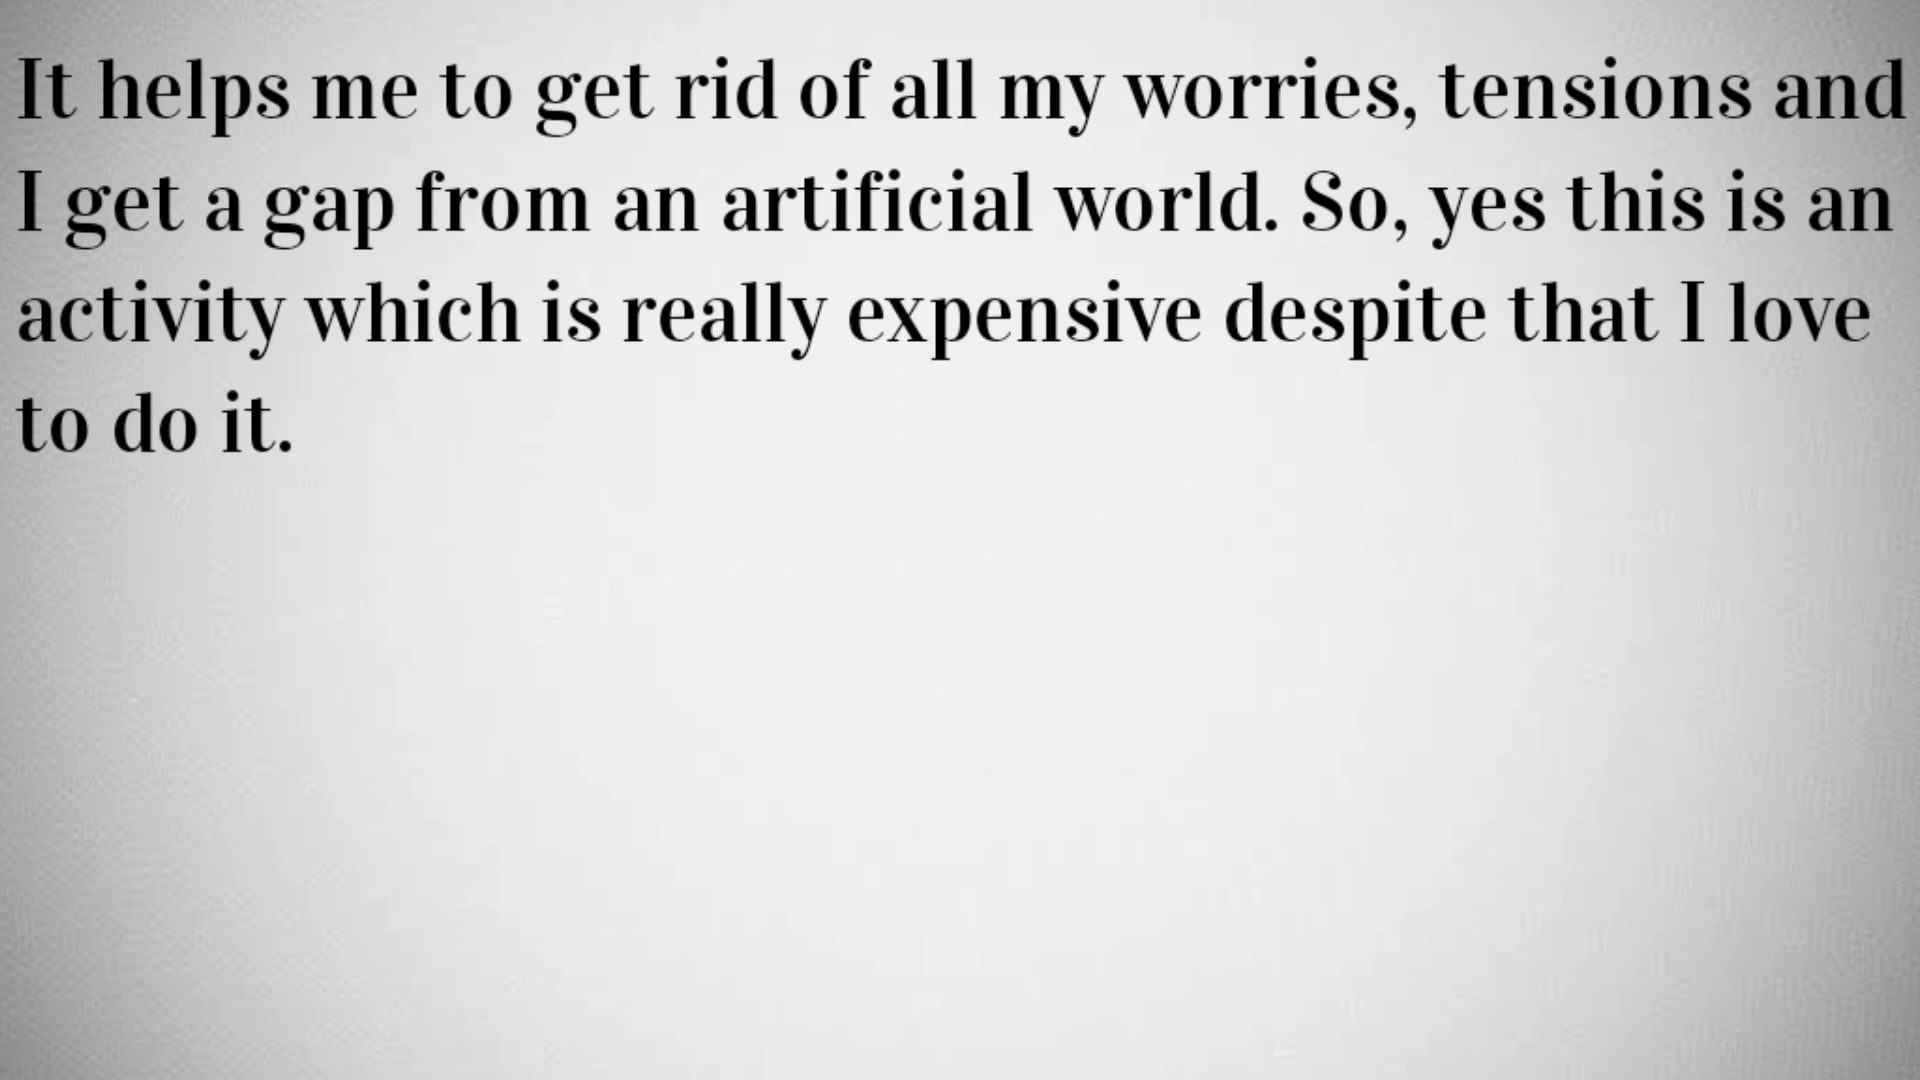 It helps me to get rid of all my worries, tensions and
I get a gap from an artificial world. So, yes this is an
activity which is really expensive despite that I love
to do it.